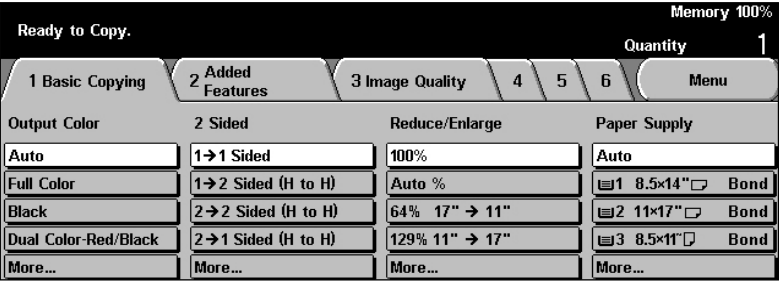 Memory 100%
Ready to Copy.
Quantity 1
1 Basic Copying
2 Added Features
3 Image Quality
4
5
6
Menu
Output Color
Auto
Full Color
Black
Dual Color-Red/Black
More...
2 Sided
1→1 Sided
1→2 Sided (H to H)
2→2 Sided (H to H)
2→1 Sided (H to H)
More...
Reduce/Enlarge
100%
Auto %
64% 17" → 11"
129% 11" → 17"
More...
Paper Supply
Auto
1 8.5×14" Bond
2 11×17" Bond
3 8.5×11" Bond
More...